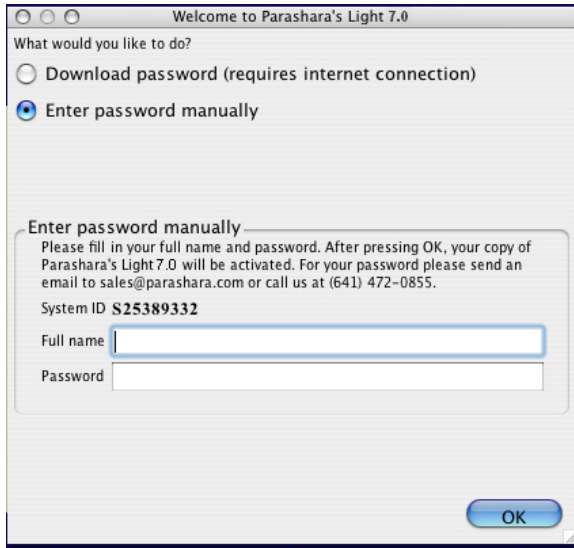 Welcome to Parashara's Light 7.0
What would you like to do?
Download password (requires internet connection)
Enter password manually
Enter password manually
Please fill in your full name and password. After pressing OK, your copy of
Parashara's Light 7.0 will be activated. For your password please send an
email to sales@parashara.com or call us at (641) 472-0855.
System ID S25389332
Full name
Password
OK